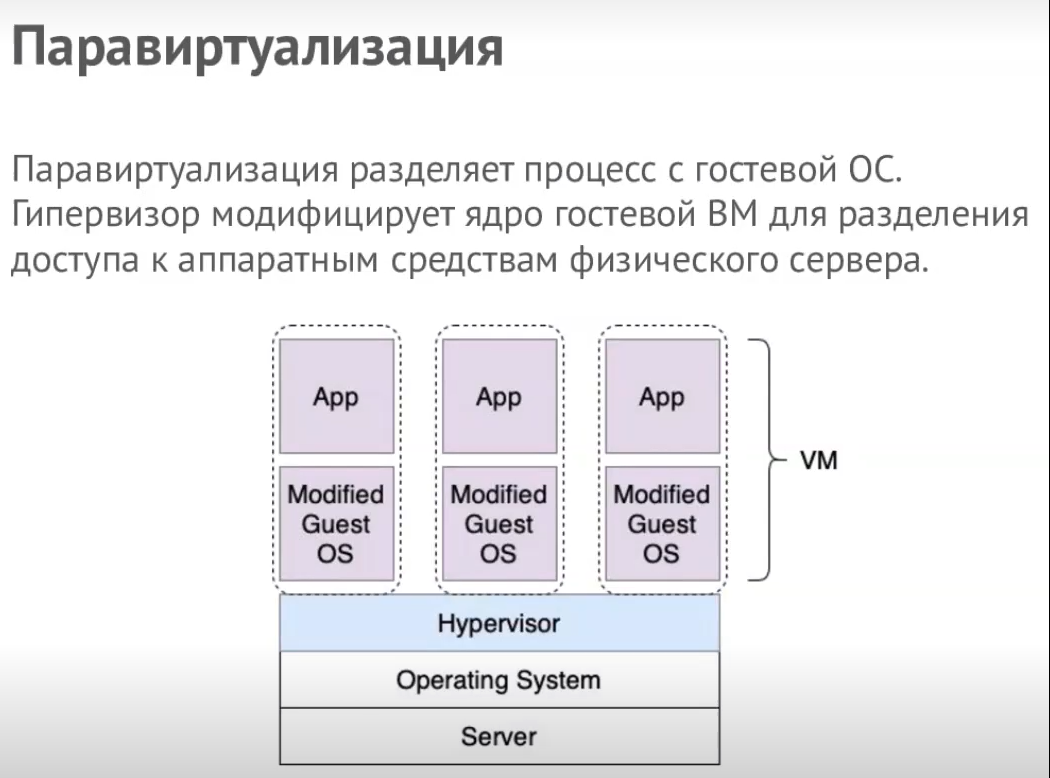 Паравиртуализация
Паравиртуализация разделяет процесс с гостевой ОС.
Гипервизор модифицирует ядро гостевой ВМ для разделения
доступа к аппаратным средствам физического сервера.
App
App
App
VM
Modified
Guest
OS
Modified
Guest
OS
Modified
Guest
OS
Hypervisor
Operating System
Server